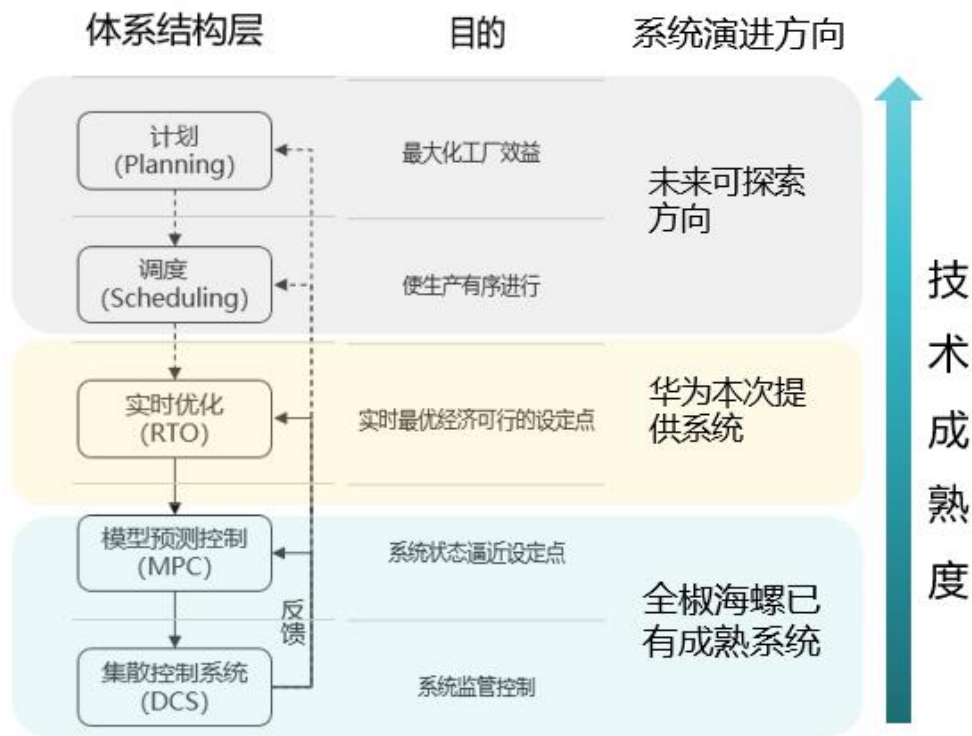 体系结构层
目的
系统演进方向
计划
(Planning)
最大化工厂效益
未来可探索
方向
调度
(Scheduling)
使生产有序进行
实时优化
(RTO)
实时最优经济可行的设定点
华为本次提
供系统
模型预测控制
(MPC)
系统状态逼近设定点
反馈
集散控制系统
(DCS)
系统监管控制
全椒海螺已
有成熟系统
技术成熟度